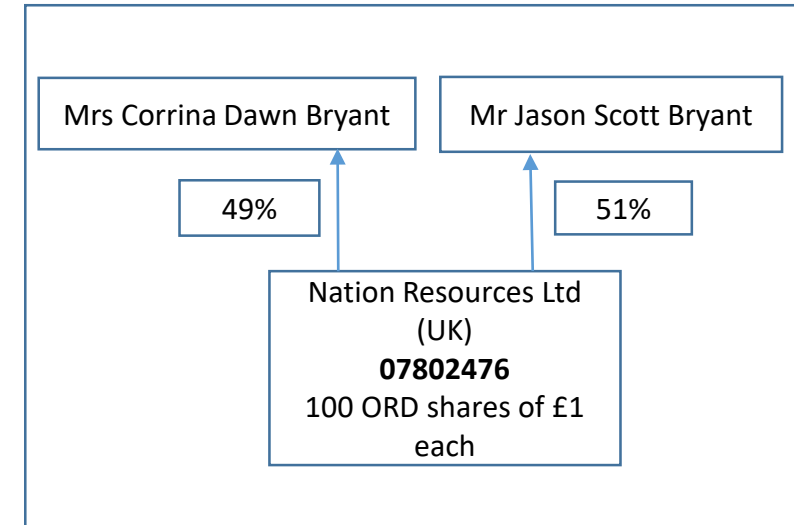 Mrs Corrina Dawn Bryant
Mr Jason Scott Bryant
49%
51%
Nation Resources Ltd
(UK)
07802476
100 ORD shares of £1
each